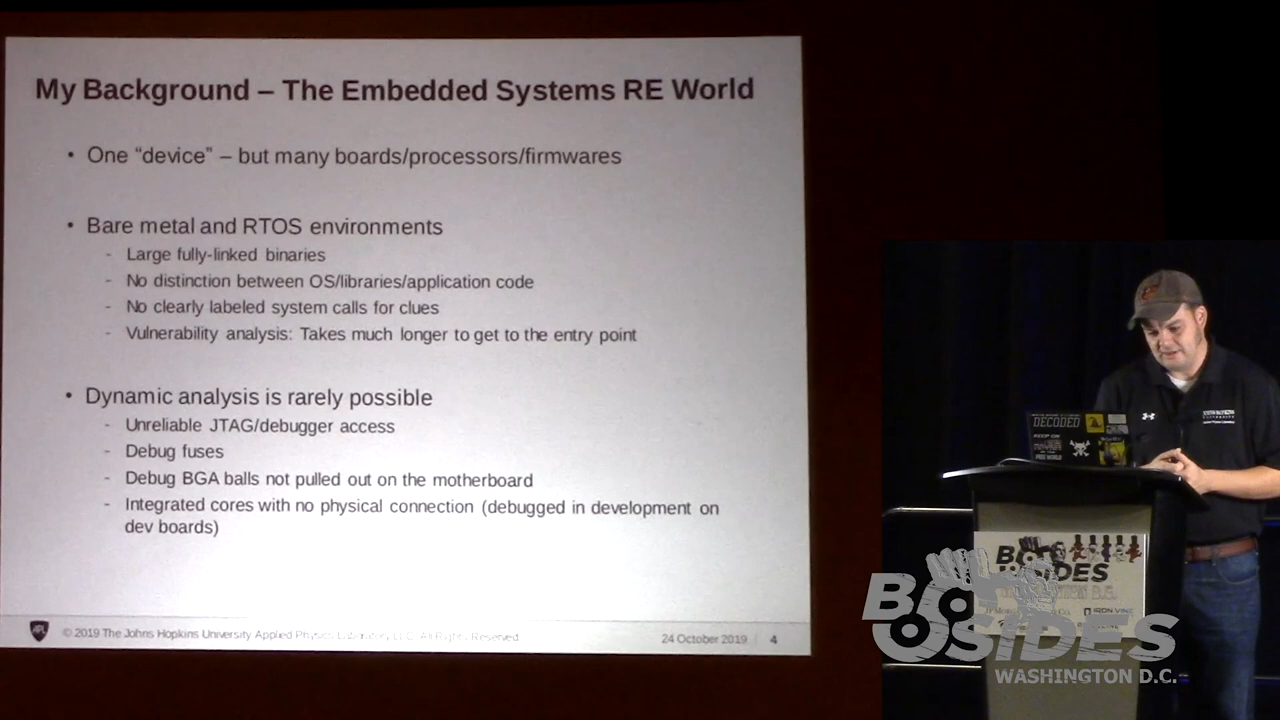 My Background – The Embedded Systems RE World
• One “device” – but many boards/processors/firmwares
• Bare metal and RTOS environments
- Large fully-linked binaries
- No distinction between OS/libraries/application code
- No clearly labeled system calls for clues
- Vulnerability analysis: Takes much longer to get to the entry point
• Dynamic analysis is rarely possible
- Unreliable JTAG/debugger access
- Debug fuses
- Debug BGA balls not pulled out on the motherboard
- Integrated cores with no physical connection (debugged in development on
dev boards)
© 2019 The Johns Hopkins University Applied Physics Laboratory LLC. All Rights Reserved.
24 October 2019 | 4
DECODED
BSIDES
IRON VINE
BSIDES
WASHINGTON D.C.